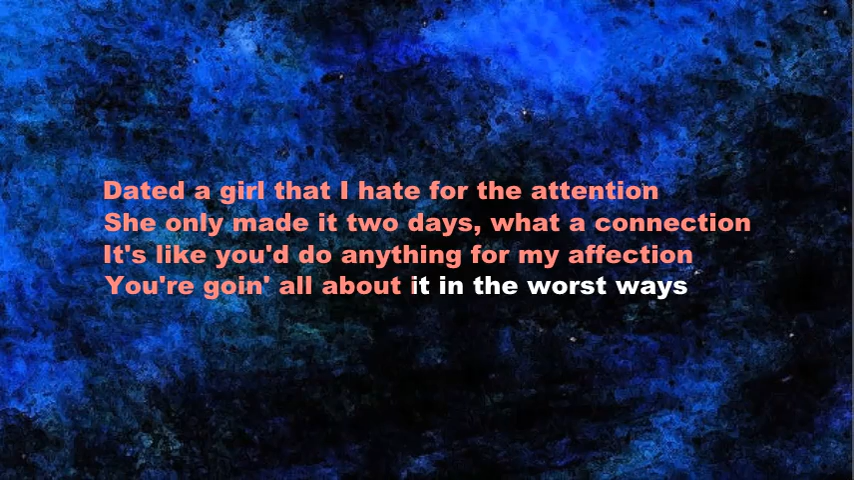 Dated a girl that I hate for the attention
She only made it two days, what a connection
It's like you'd do anything for my affection
You're goin' all about it in the worst ways